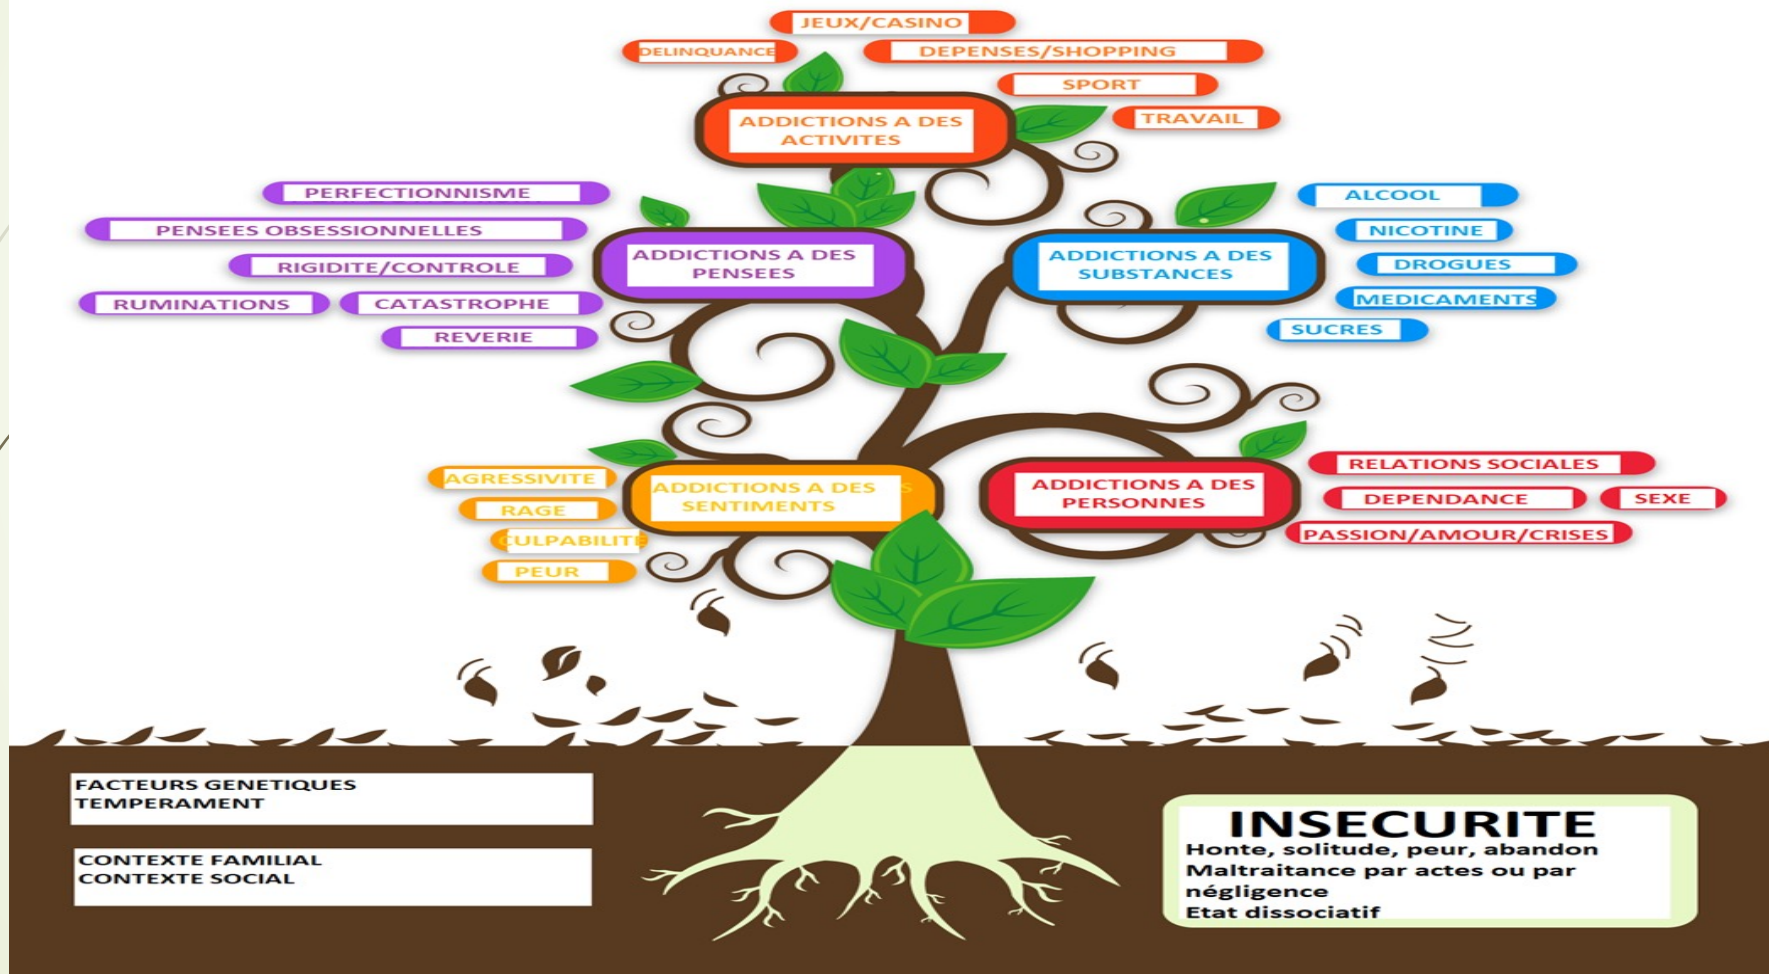 JEUX/CASINO
DELINQUANCE
DEPENSES/SHOPPING
SPORT
TRAVAIL
ADDICTIONS A DES
ACTIVITES
PERFECTIONNISME
PENSEES OBSESSIONNELLES
RIGIDITE/CONTROLE
RUMINATIONS
CATASTROPHE
REVERIE
ADDICTIONS A DES
PENSEES
ADDICTIONS A DES
SUBSTANCES
ALCOOL
NICOTINE
DROGUES
MEDICAMENTS
SUCRES
AGRESSIVITE
RAGE
CULPABILITE
PEUR
ADDICTIONS A DES
SENTIMENTS
ADDICTIONS A DES
PERSONNES
RELATIONS SOCIALES
DEPENDANCE
SEXE
PASSION/AMOUR/CRISES
FACTEURS GENETIQUES
TEMPERAMENT
CONTEXTE FAMILIAL
CONTEXTE SOCIAL
INSECURITE
Honte, solitude, peur, abandon
Maltraitance par actes ou par
négligence
Etat dissociatif